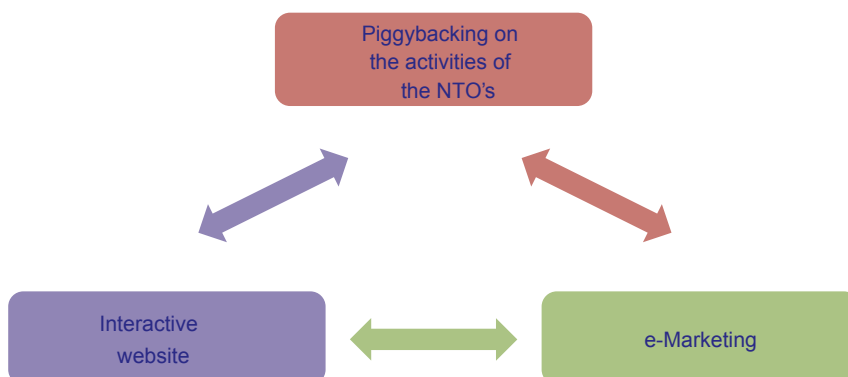 Piggybacking on
the activities of
the NTO's
Interactive
website
e-Marketing